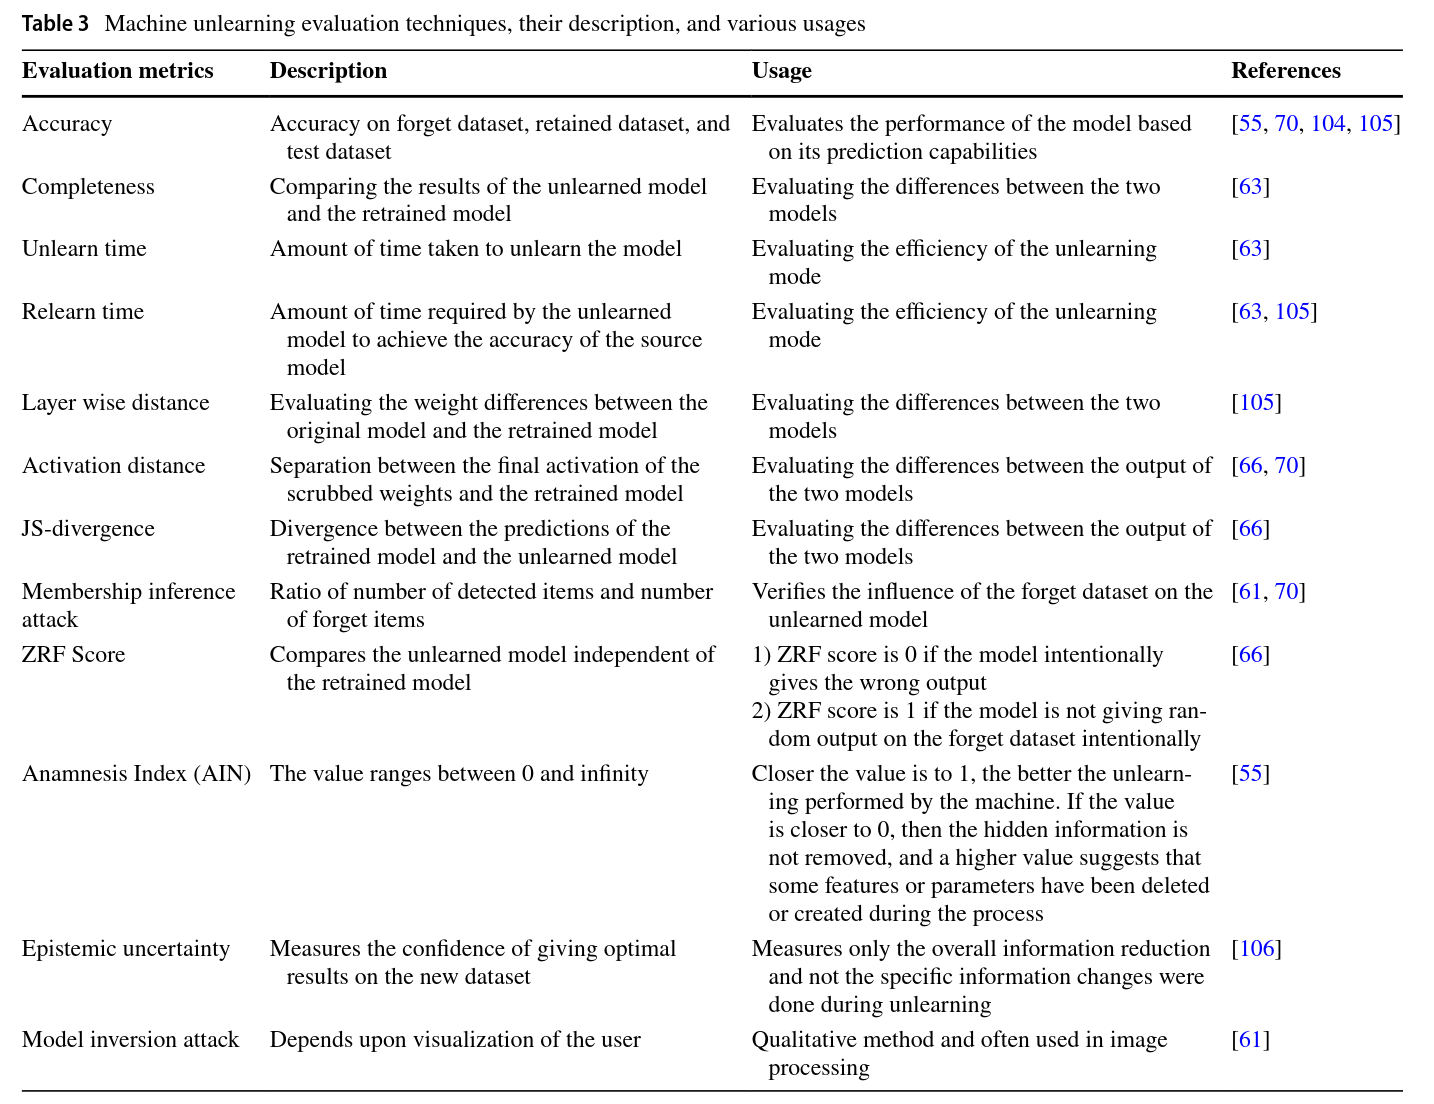 Table 3 Machine unlearning evaluation techniques, their description, and various usages
Evaluation metrics Description Usage References
Accuracy Accuracy on forget dataset, retained dataset, and Evaluates the performance of the model based [55, 70, 104, 105]
test dataset on its prediction capabilities
Completeness Comparing the results of the unlearned model Evaluating the differences between the two [63]
and the retrained model models
Unlearn time Amount of time taken to unlearn the model Evaluating the efficiency of the unlearning [63]
mode
Relearn time Amount of time required by the unlearned Evaluating the efficiency of the unlearning [63, 105]
model to achieve the accuracy of the source mode
model
Layer wise distance Evaluating the weight differences between the Evaluating the differences between the two [105]
original model and the retrained model models
Activation distance Separation between the final activation of the Evaluating the differences between the output of [66, 70]
scrubbed weights and the retrained model the two models
JS-divergence Divergence between the predictions of the Evaluating the differences between the output of [66]
retrained model and the unlearned model the two models
Membership inference Ratio of number of detected items and number Verifies the influence of the forget dataset on the [61, 70]
attack of forget items unlearned model
ZRF Score Compares the unlearned model independent of 1) ZRF score is 0 if the model intentionally [66]
the retrained model gives the wrong output
2) ZRF score is 1 if the model is not giving ran-
dom output on the forget dataset intentionally
Anamnesis Index (AIN) The value ranges between 0 and infinity Closer the value is to 1, the better the unlearn- [55]
ing performed by the machine. If the value
is closer to 0, then the hidden information is
not removed, and a higher value suggests that
some features or parameters have been deleted
or created during the process
Epistemic uncertainty Measures the confidence of giving optimal Measures only the overall information reduction [106]
results on the new dataset and not the specific information changes were
done during unlearning
Model inversion attack Depends upon visualization of the user Qualitative method and often used in image [61]
processing